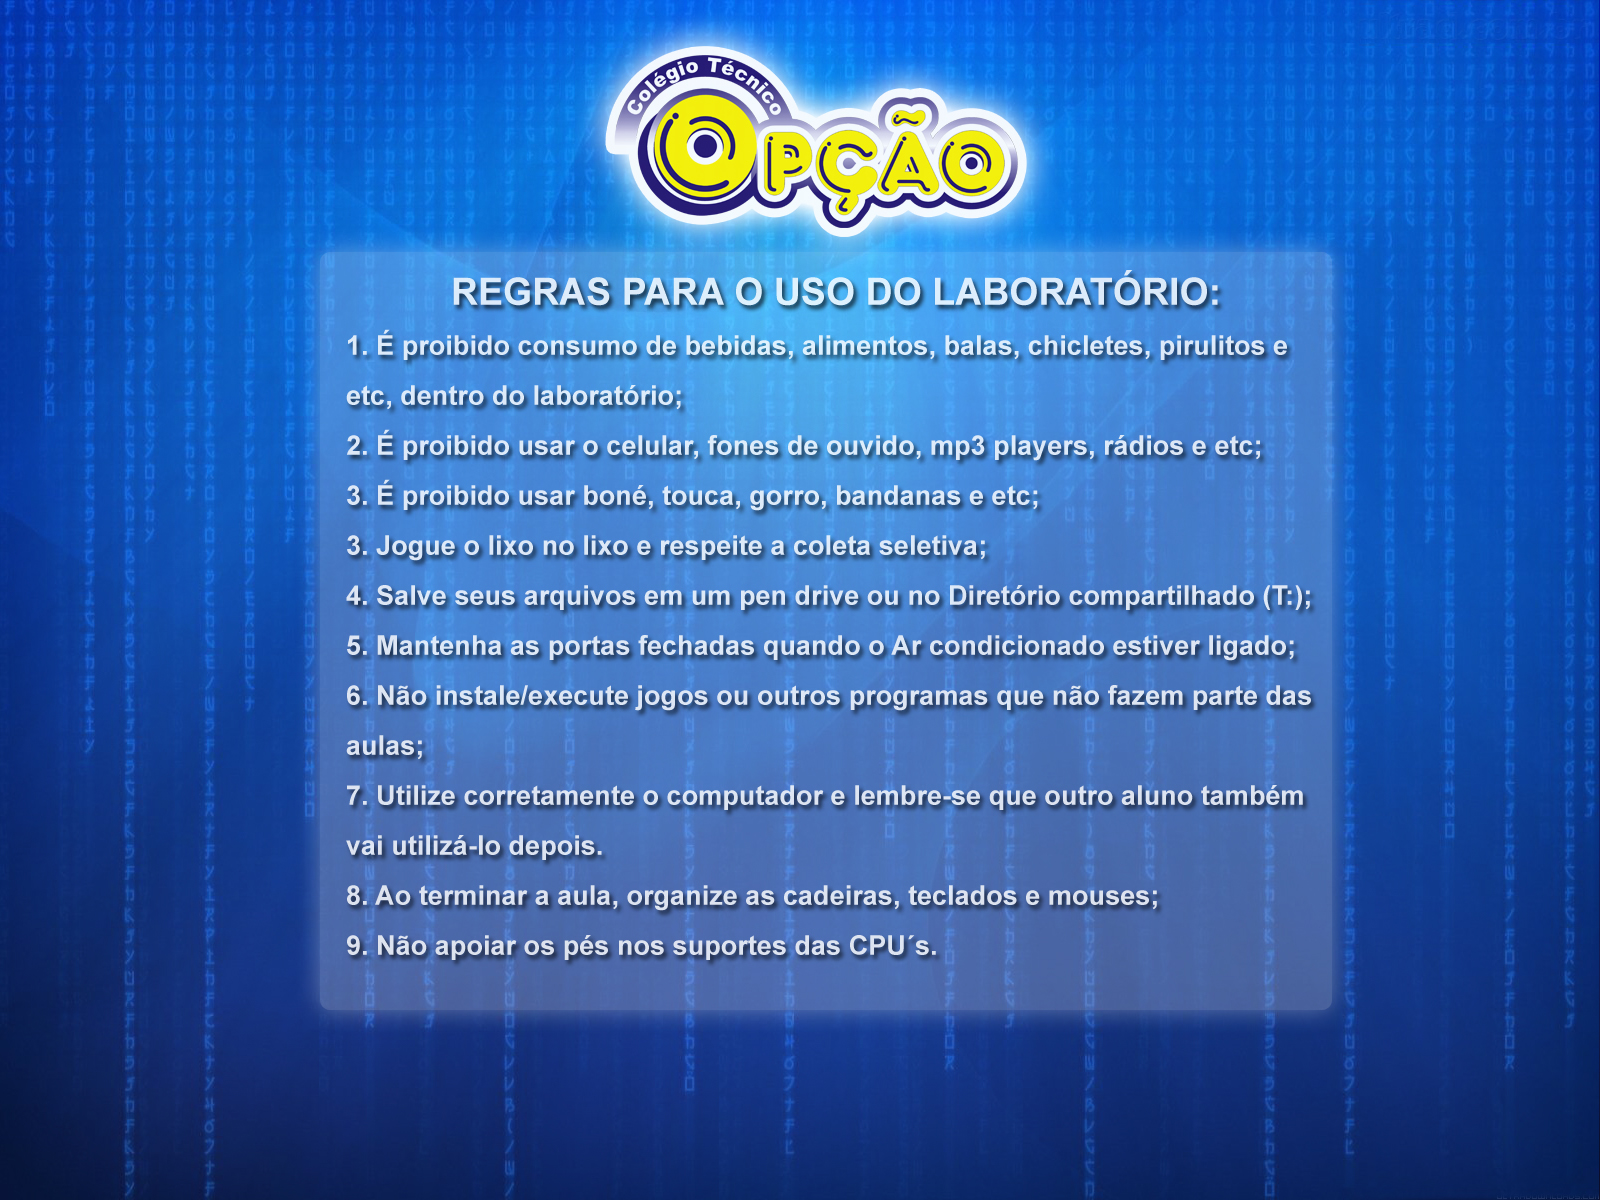 Colégio Técnico
OPÇÃO
REGRAS PARA O USO DO LABORATÓRIO:
1. É proibido consumo de bebidas, alimentos, balas, chicletes, pirulitos e
etc, dentro do laboratório;
2. É proibido usar o celular, fones de ouvido, mp3 players, rádios e etc;
3. É proibido usar boné, touca, gorro, bandanas e etc;
3. Jogue o lixo no lixo e respeite a coleta seletiva;
4. Salve seus arquivos em um pen drive ou no Diretório compartilhado (T:);
5. Mantenha as portas fechadas quando o Ar condicionado estiver ligado;
6. Não instale/execute jogos ou outros programas que não fazem parte das
aulas;
7. Utilize corretamente o computador e lembre-se que outro aluno também
vai utilizá-lo depois.
8. Ao terminar a aula, organize as cadeiras, teclados e mouses;
9. Não apoiar os pés nos suportes das CPU´s.